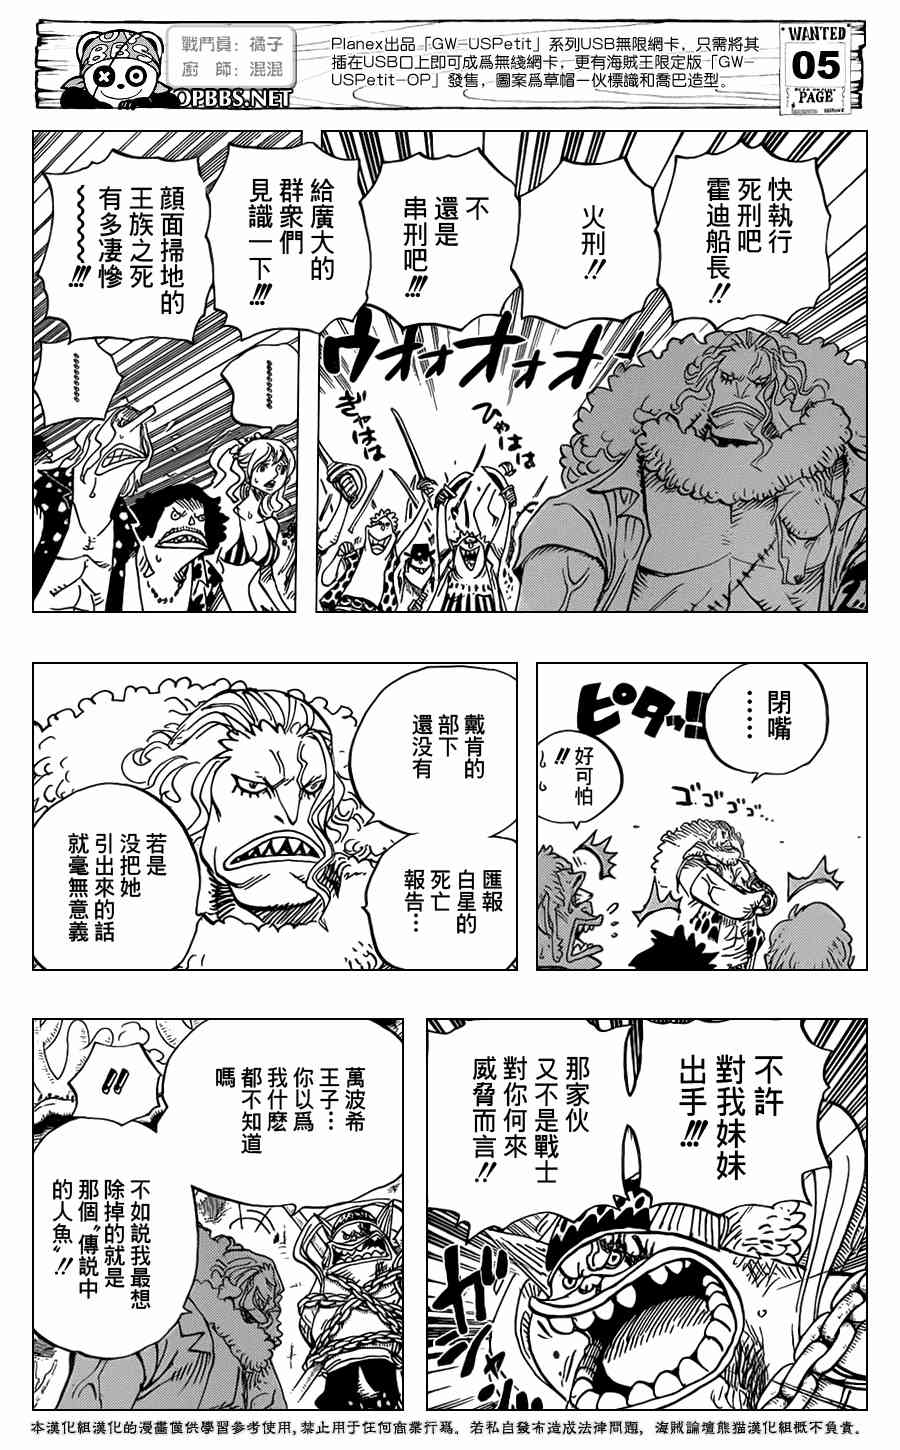 戰鬥員：橘子
廚師：混混
OPBBS.NET
Planex出品「GW-USPetit」系列USB無限網卡，只需將其
插在USB口上即可成爲無綫網卡，更有海賊王限定版「GW-
USPetit-OP」發售，圖案爲草帽一伙標識和喬巴造型。
WANTED
05
PAGE
快執行
死刑吧
霍迪船長!!
火刑!!
不
還是
串刑吧!!!
給廣大的
群衆們
見識一下!!!
顏面掃地的
王族之死
有多凄慘
~~~!!!
ウオオオオオオ
ぎゃはは
ひゃはは
…………
…………
閉嘴
……
ピタッ!!
好可怕
!!
ゴゴゴゴ…
戴肯的
部下
還没有
匯報
白星的
死亡
報告…
若是
没把她
引出來的話
就毫無意義
不許
對我妹妹
出手!!!
那家伙
又不是戰士
對你何來
威脅而言!!
萬波希
王子…
你以爲
我什麽
都不知道
嗎
!!
不如說我最想
除掉的就是
那個"傳說中
的人魚"!!
本漢化組漢化的漫畫僅供學習參考使用,禁止用于任何商業行爲。若私自發布造成法律問題，海賊論壇熊猫漢化組概不負責。